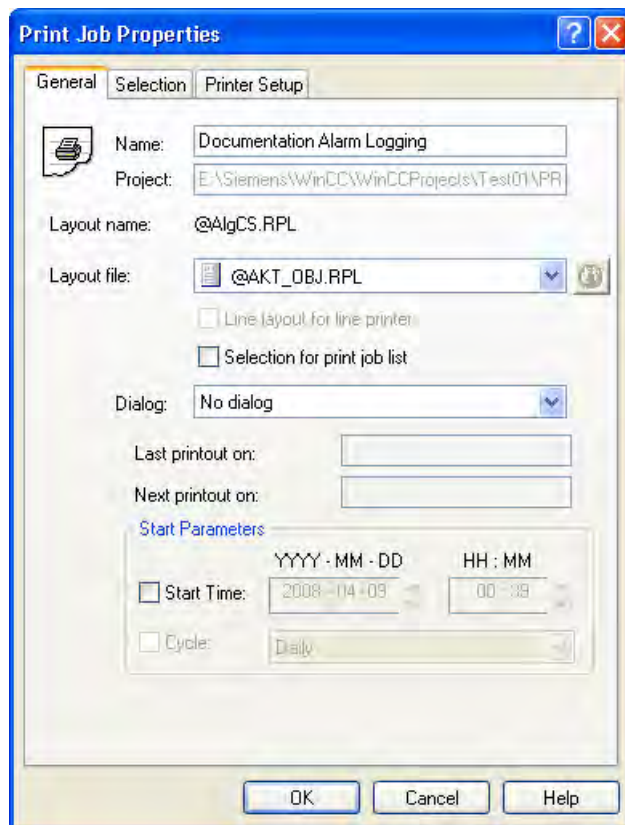 Print Job Properties
General Selection Printer Setup
Name: Documentation Alarm Logging
Project: E:\Siemens\WinCC\WinCCProjects\Test01\PR
Layout name: @AlgCS.RPL
Layout file: @AKT_OBJ.RPL
Line layout for line printer
Selection for print job list
Dialog: No dialog
Last printout on:
Next printout on:
Start Parameters
YYYY - MM - DD HH : MM
Start Time: 2008 -04 -09 00 : 39
Cycle: Daily
OK Cancel Help